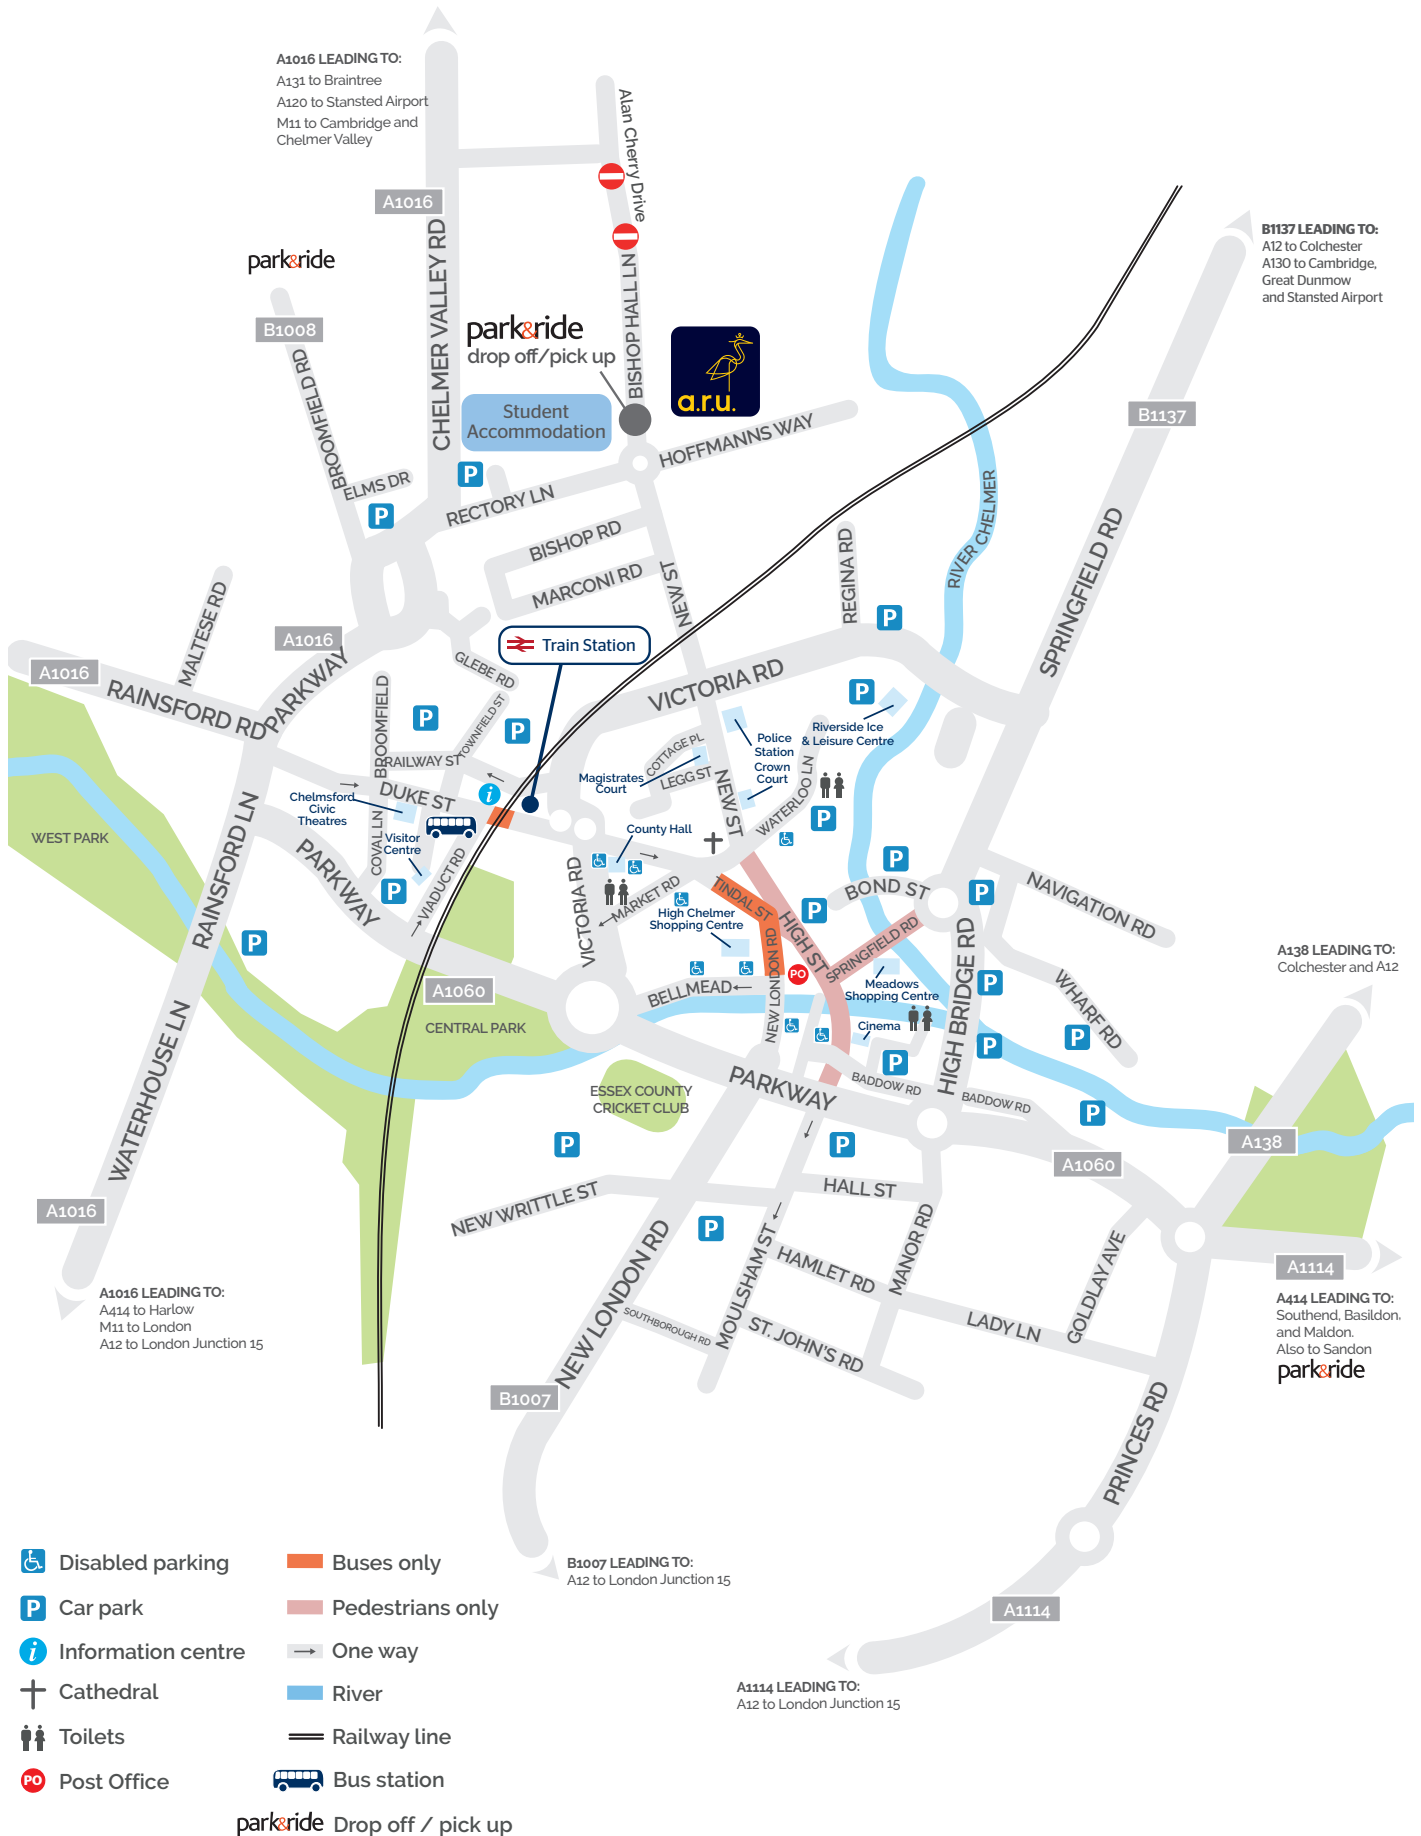 A1016 LEADING TO:
A131 to Braintree
A120 to Stansted Airport
M11 to Cambridge and
Chelmer Valley
A1016
CHELMER VALLEY RD
Alan Cherry Drive
BISHOP HALL LN
park&ride
B1008
BROOMFIELD RD
park&ride
drop off/pick up
a.r.u.
Student
Accommodation
HOFFMANNS WAY
B1137 LEADING TO:
A12 to Colchester
A130 to Cambridge,
Great Dunmow
and Stansted Airport
B1137
SPRINGFIELD RD
RIVER CHELMER
ELMS DR
P
P
RECTORY LN
BISHOP RD
MARCONI RD
NEW ST
REGINA RD
P
MALTESE RD
A1016
A1016
RAINSFORD RD
PARKWAY
GLEBE RD
Train Station
VICTORIA RD
BROOMFIELD
P
TOWNFIELD ST
P
RAILWAY ST
P
Riverside Ice
& Leisure Centre
Police
Station
Crown
Court
COTTAGE PL
LEGG ST
Magistrates
Court
NEW ST
WATERLOO LN
P
DUKE ST
i
Chelmsford
Civic
Theatres
COVAL LN
Visitor
Centre
County Hall
WEST PARK
RAINSFORD LN
PARKWAY
P
VIADUCT RD
VICTORIA RD
MARKET RD
TINDAL ST
High Chelmer
Shopping Centre
HIGH ST
P
BOND ST
P
P
NAVIGATION RD
P
SPRINGFIELD RD
NEW LONDON RD
PO
HIGH BRIDGE RD
A138 LEADING TO:
Colchester and A12
A1060
BELLMEAD
Meadows
Shopping Centre
P
WHARF RD
CENTRAL PARK
Cinema
P
P
P
WATERHOUSE LN
ESSEX COUNTY
CRICKET CLUB
PARKWAY
BADDOW RD
BADDOW RD
P
P
P
A138
A1060
A1016
NEW WRITTLE ST
HALL ST
P
MANOR RD
GOLDLAY AVE
HAMLET RD
MOULSHAM ST
NEW LONDON RD
SOUTHBOROUGH RD
ST. JOHN'S RD
LADY LN
A1114
A1016 LEADING TO:
A414 to Harlow
M11 to London
A12 to London Junction 15
A414 LEADING TO:
Southend, Basildon,
and Maldon.
Also to Sandon
park&ride
B1007
PRINCES RD
B1007 LEADING TO:
A12 to London Junction 15
A1114
A1114 LEADING TO:
A12 to London Junction 15
Disabled parking
P Car park
i Information centre
Cathedral
Toilets
PO Post Office
Buses only
Pedestrians only
One way
River
Railway line
Bus station
park&ride Drop off / pick up